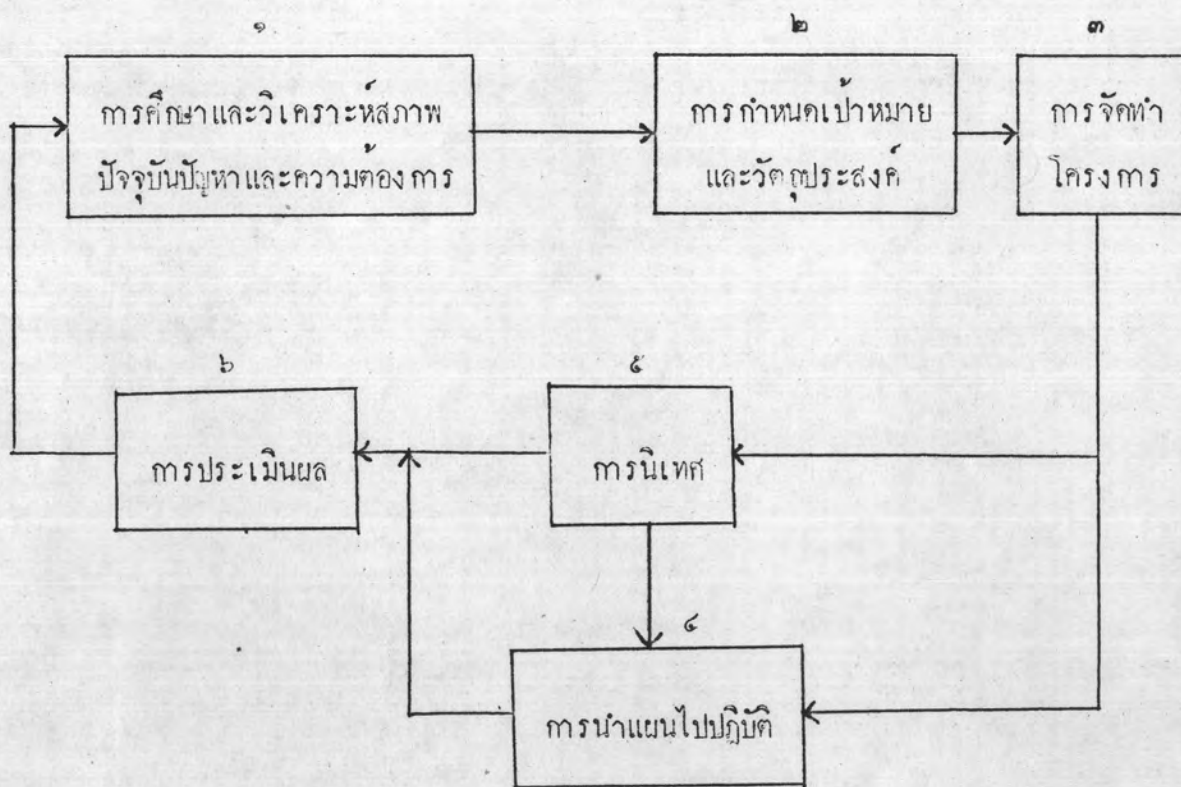 ๑
การศึกษาและวิเคราะห์สภาพ
ปัจจุบันปัญหาและความต้องการ
๒
การกำหนดเป้าหมาย
และวัตถุประสงค์
๓
การจัดทำ
โครงการ
๖
การประเมินผล
๕
การนิเทศ
๔
การนำแผนไปปฏิบัติ